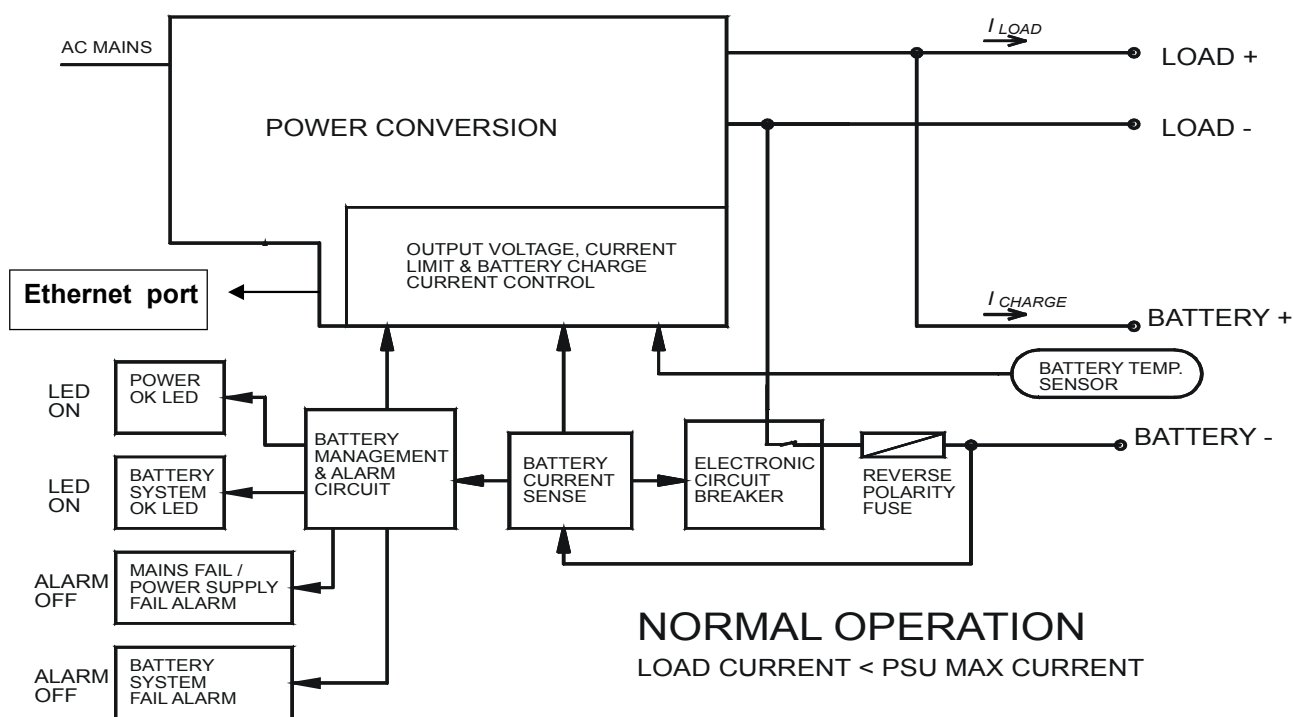 AC MAINS
I LOAD
LOAD +
POWER CONVERSION
LOAD -
OUTPUT VOLTAGE, CURRENT
LIMIT & BATTERY CHARGE
CURRENT CONTROL
Ethernet port
I CHARGE
BATTERY +
BATTERY TEMP.
SENSOR
LED
ON
POWER
OK LED
BATTERY
MANAGEMENT
& ALARM
CIRCUIT
BATTERY
CURRENT
SENSE
ELECTRONIC
CIRCUIT
BREAKER
REVERSE
POLARITY
FUSE
BATTERY -
LED
ON
BATTERY
SYSTEM
OK LED
ALARM
OFF
MAINS FAIL /
POWER SUPPLY
FAIL ALARM
ALARM
OFF
BATTERY
SYSTEM
FAIL ALARM
NORMAL OPERATION
LOAD CURRENT < PSU MAX CURRENT